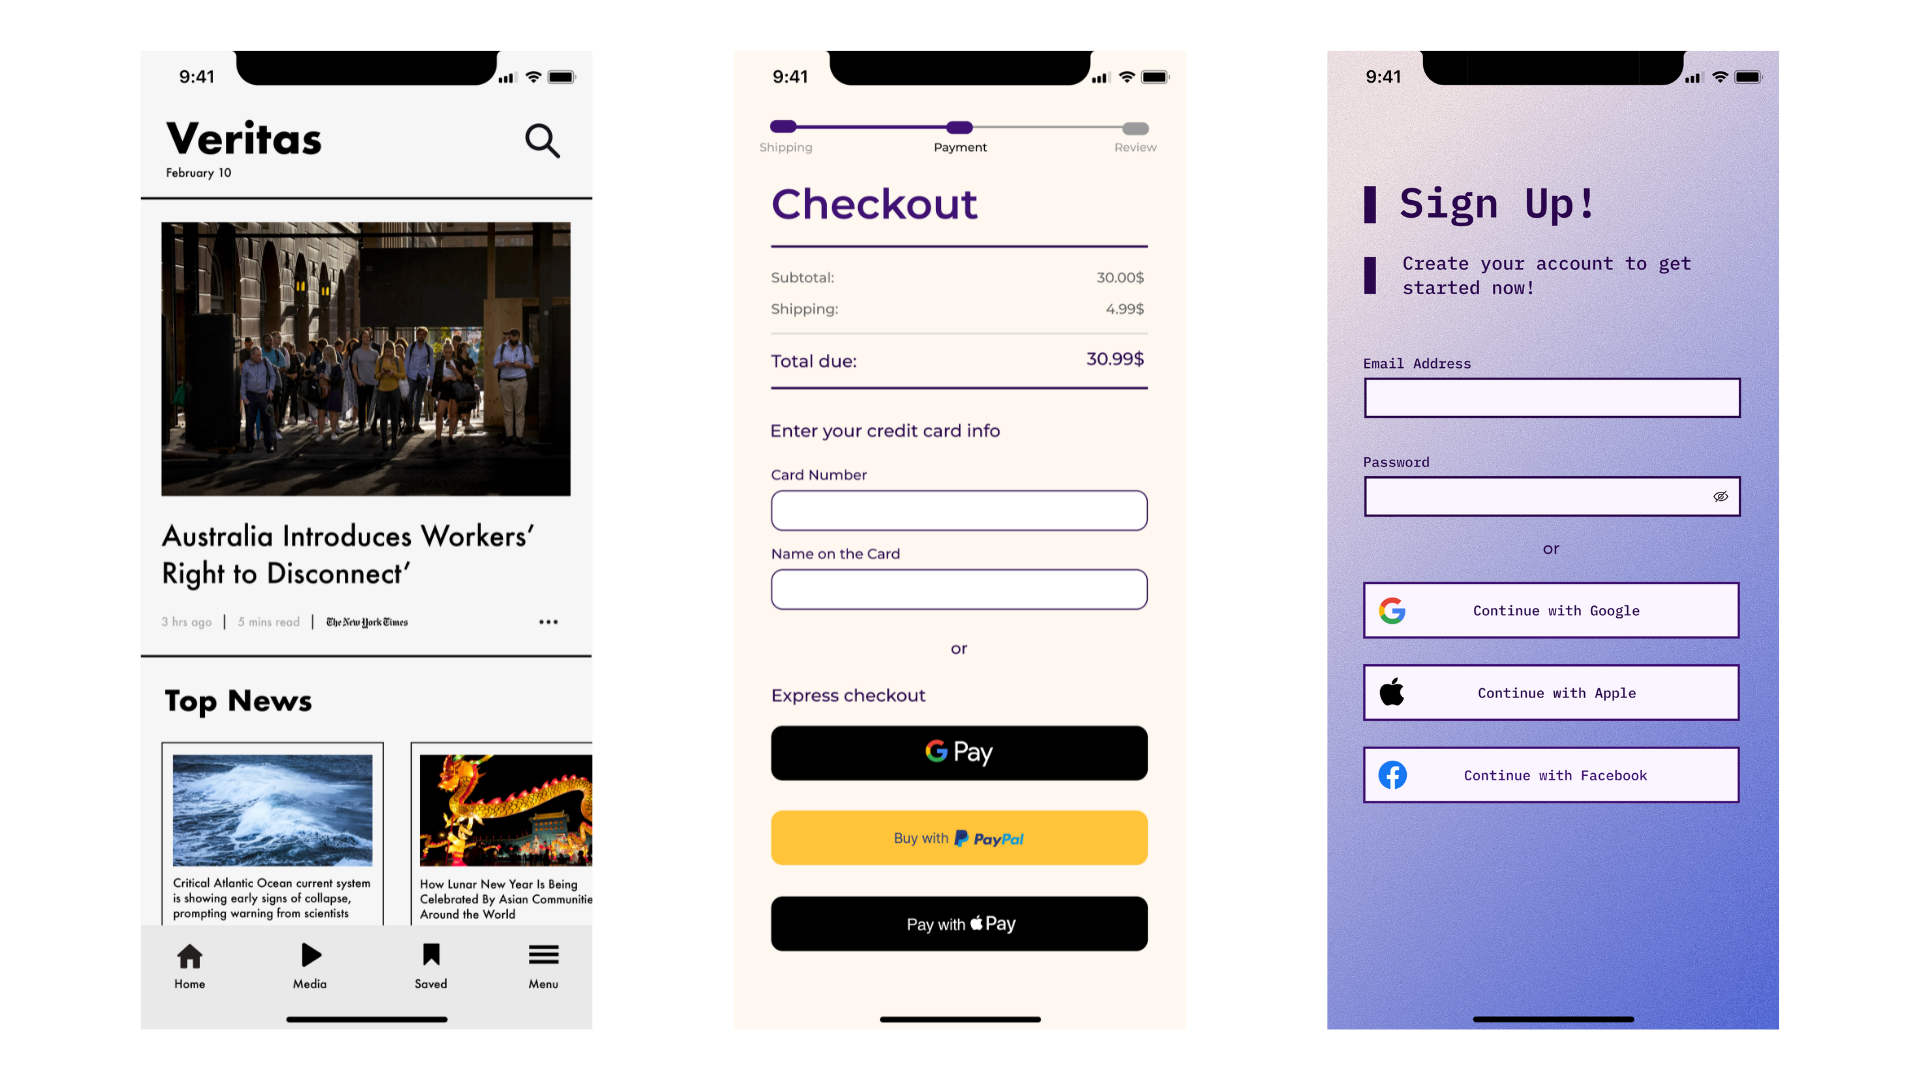 9:41
Veritas
February 10
Australia Introduces Workers’
Right to Disconnect’
3 hrs ago | 5 mins read | The New York Times
Top News
Critical Atlantic Ocean current system
is showing early signs of collapse,
prompting warning from scientists
How Lunar New Year Is Being
Celebrated By Asian Communitie
Around the World
Home
Media
Saved
Menu
9:41
Shipping
Payment
Review
Checkout
Subtotal: 30.00$
Shipping: 4.99$
Total due: 30.99$
Enter your credit card info
Card Number
Name on the Card
or
Express checkout
G Pay
Buy with PayPal
Pay with Pay
9:41
Sign Up!
Create your account to get
started now!
Email Address
Password
or
Continue with Google
Continue with Apple
Continue with Facebook